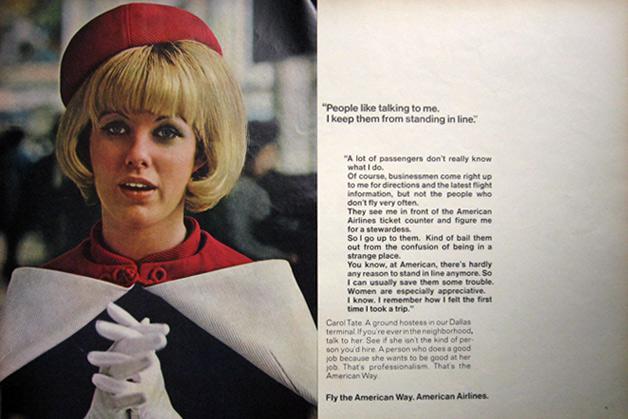 "People like talking to me.
I keep them from standing in line."
"A lot of passengers don't really know
what I do.
Of course, businessmen come right up
to me for directions and the latest flight
information, but not the people who
don't fly very often.
They see me in front of the American
Airlines ticket counter and figure me
for a stewardess.
So I go up to them. Kind of bail them
out from the confusion of being in a
strange place.
You know, at American, there's hardly
any reason to stand in line anymore. So
I can usually save them some trouble.
Women are especially appreciative.
I know. I remember how I felt the first
time I took a trip."
Carol Tate. A ground hostess in our Dallas
terminal. If you're ever in the neighborhood,
talk to her. See if she isn't the kind of per-
son you'd hire. A person who does a good
job because she wants to be good at her
job. That's professionalism. That's the
American Way.
Fly the American Way. American Airlines.